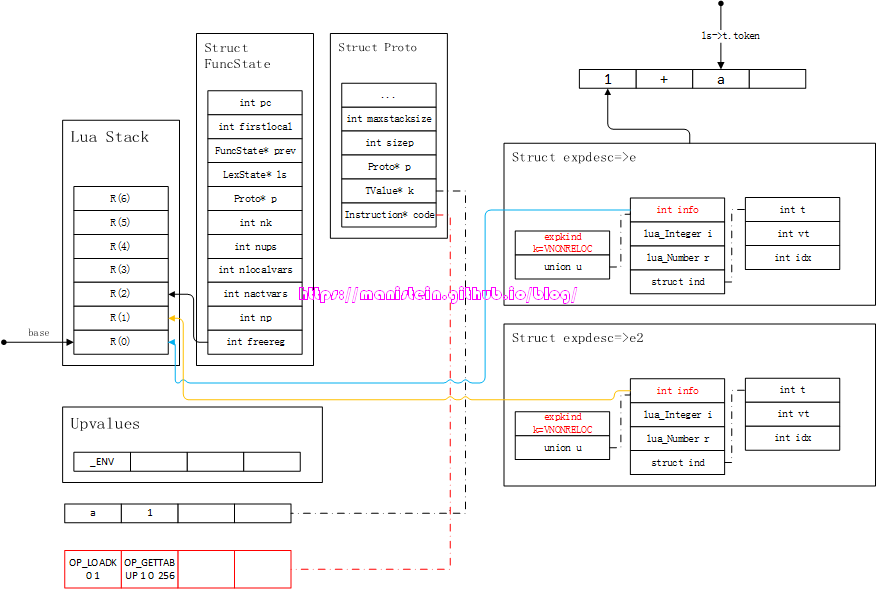 ls->t.token
1
+
a
Struct
FuncState
int pc
int firstlocal
FuncState* prev
LexState* ls
Proto* p
int nk
int nups
int nlocalvars
int nactvars
int np
int freereg
Struct Proto
...
int maxstacksize
int sizep
Proto* p
TValue* k
Instruction* code
Lua Stack
R(6)
R(5)
R(4)
R(3)
R(2)
R(1)
R(0)
base
Struct expdesc=>e
expkind
k=VNONRELOC
union u
int info
lua_Integer i
lua_Number r
struct ind
int t
int vt
int idx
https://manistein.github.io/blog/
Struct expdesc=>e2
expkind
k=VNONRELOC
union u
int info
lua_Integer i
lua_Number r
struct ind
int t
int vt
int idx
Upvalues
_ENV
a
1
OP_LOADK
0 1
OP_GETTAB
UP 1 0 256